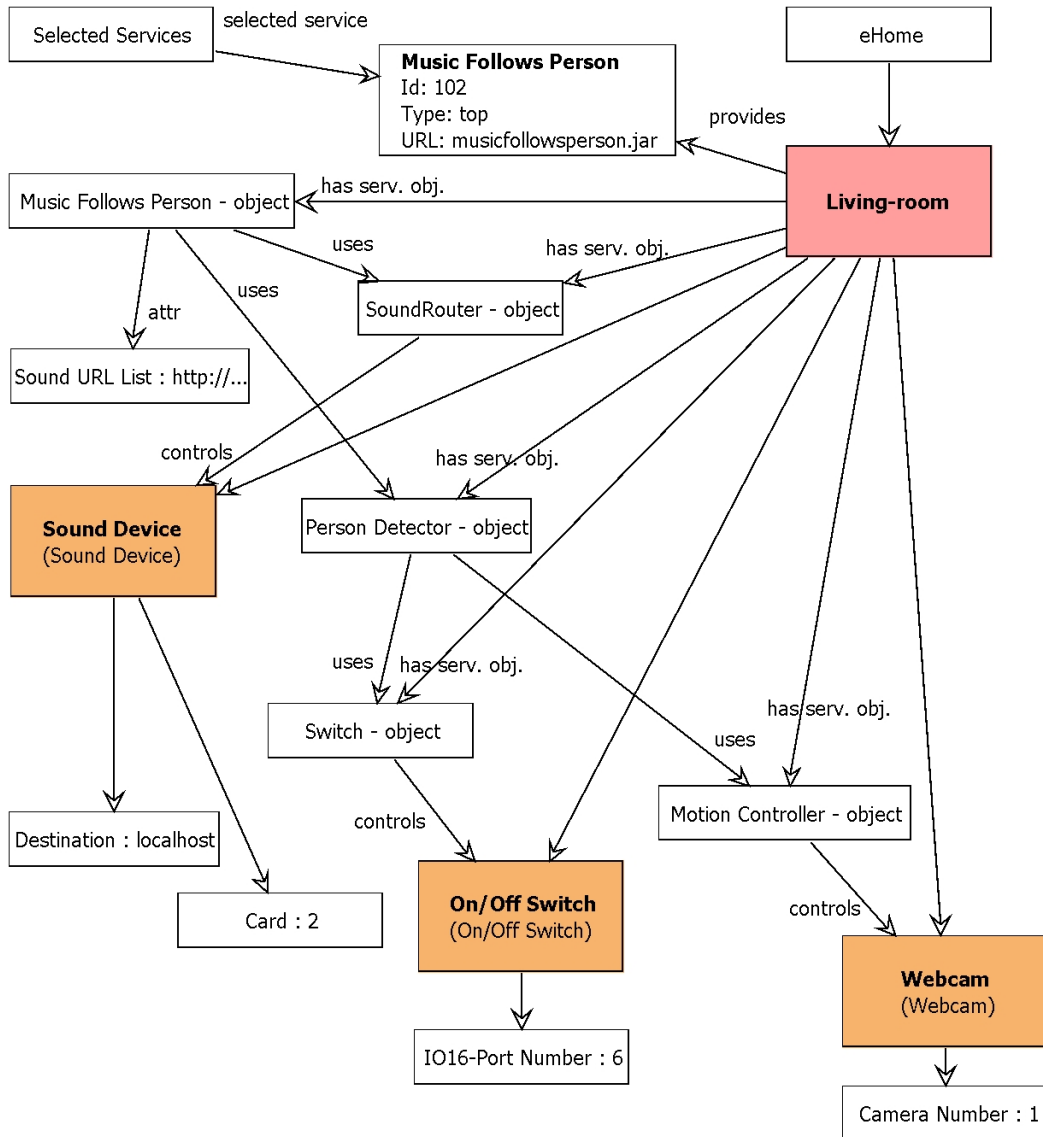 Selected Services
selected service
eHome
Music Follows Person
Id: 102
Type: top
URL: musicfollowsperson.jar
provides
Music Follows Person - object
has serv. obj.
Living-room
uses
has serv. obj.
uses
SoundRouter - object
attr
Sound URL List : http://...
controls
has serv. obj.
Sound Device
(Sound Device)
Person Detector - object
uses
has serv. obj.
Switch - object
has serv. obj.
uses
Motion Controller - object
Destination : localhost
controls
Card : 2
On/Off Switch
(On/Off Switch)
controls
Webcam
(Webcam)
IO16-Port Number : 6
Camera Number : 1